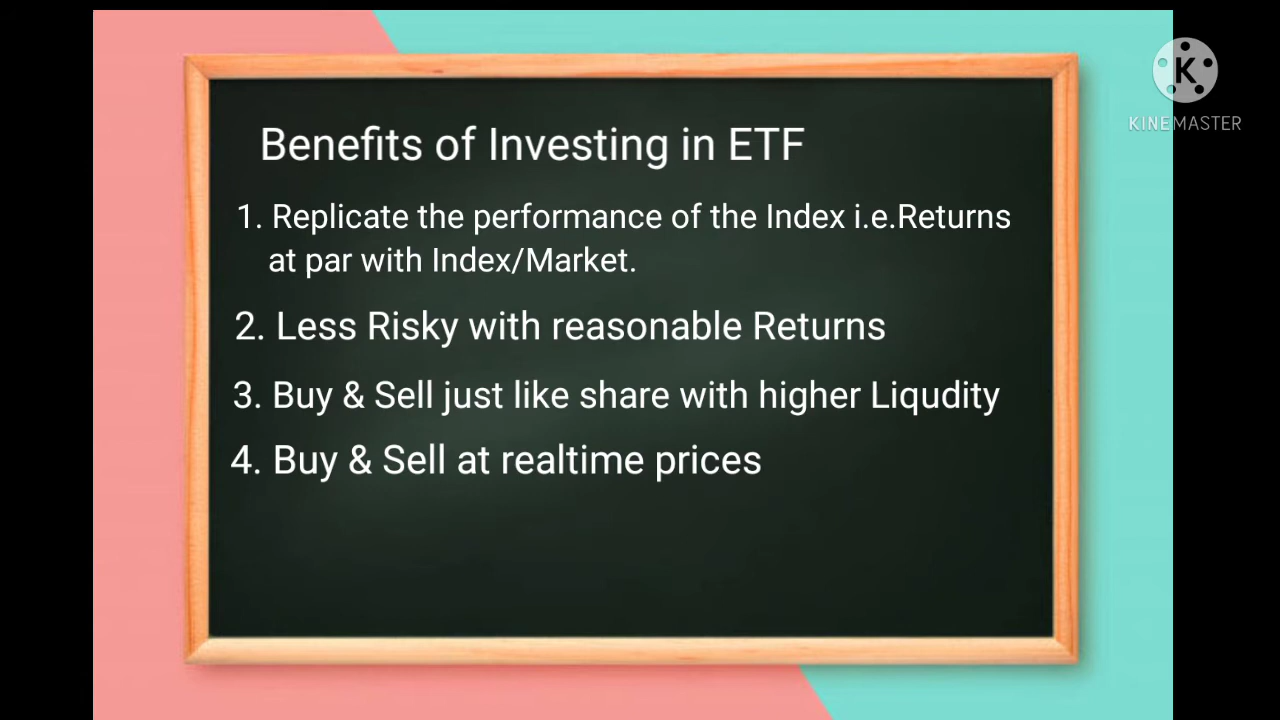 Benefits of Investing in ETF
1. Replicate the performance of the Index i.e.Returns
at par with Index/Market.
2. Less Risky with reasonable Returns
3. Buy & Sell just like share with higher Liqudity
4. Buy & Sell at realtime prices
K
KINEMASTER